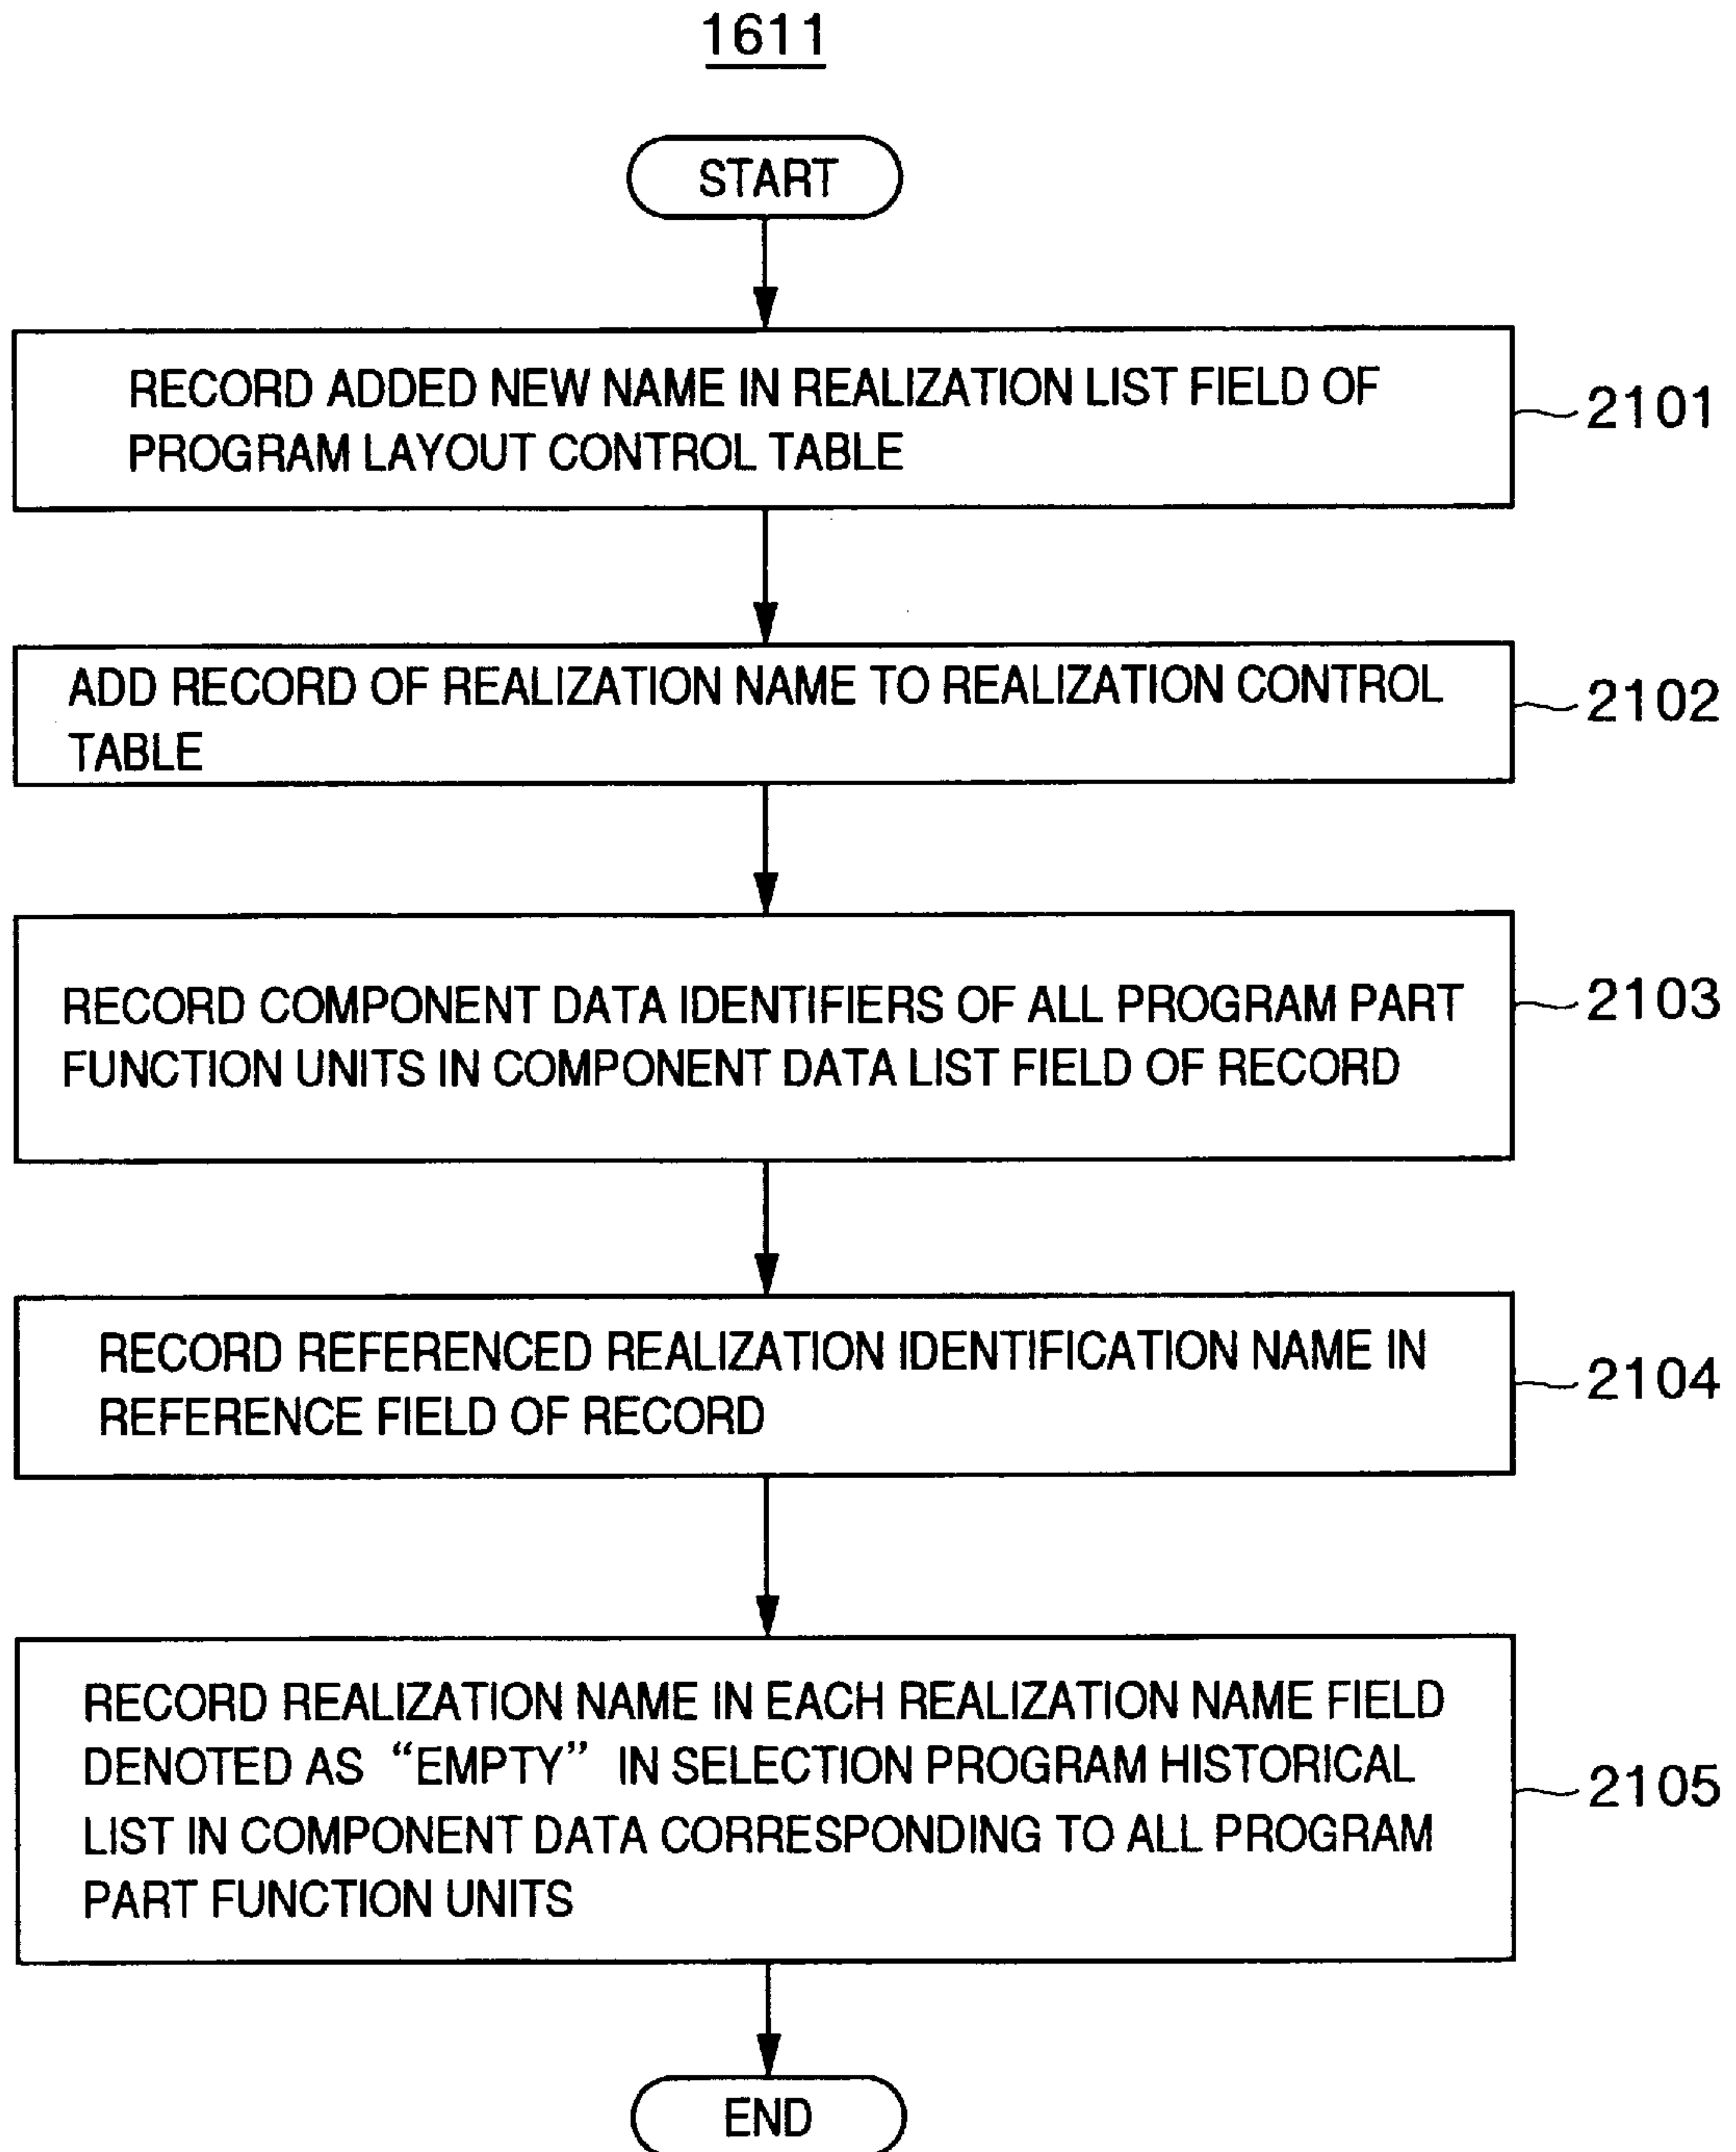 1611
START
RECORD ADDED NEW NAME IN REALIZATION LIST FIELD OF
PROGRAM LAYOUT CONTROL TABLE
2101
ADD RECORD OF REALIZATION NAME TO REALIZATION CONTROL
TABLE
2102
RECORD COMPONENT DATA IDENTIFIERS OF ALL PROGRAM PART
FUNCTION UNITS IN COMPONENT DATA LIST FIELD OF RECORD
2103
RECORD REFERENCED REALIZATION IDENTIFICATION NAME IN
REFERENCE FIELD OF RECORD
2104
RECORD REALIZATION NAME IN EACH REALIZATION NAME FIELD
DENOTED AS “EMPTY” IN SELECTION PROGRAM HISTORICAL
LIST IN COMPONENT DATA CORRESPONDING TO ALL PROGRAM
PART FUNCTION UNITS
2105
END